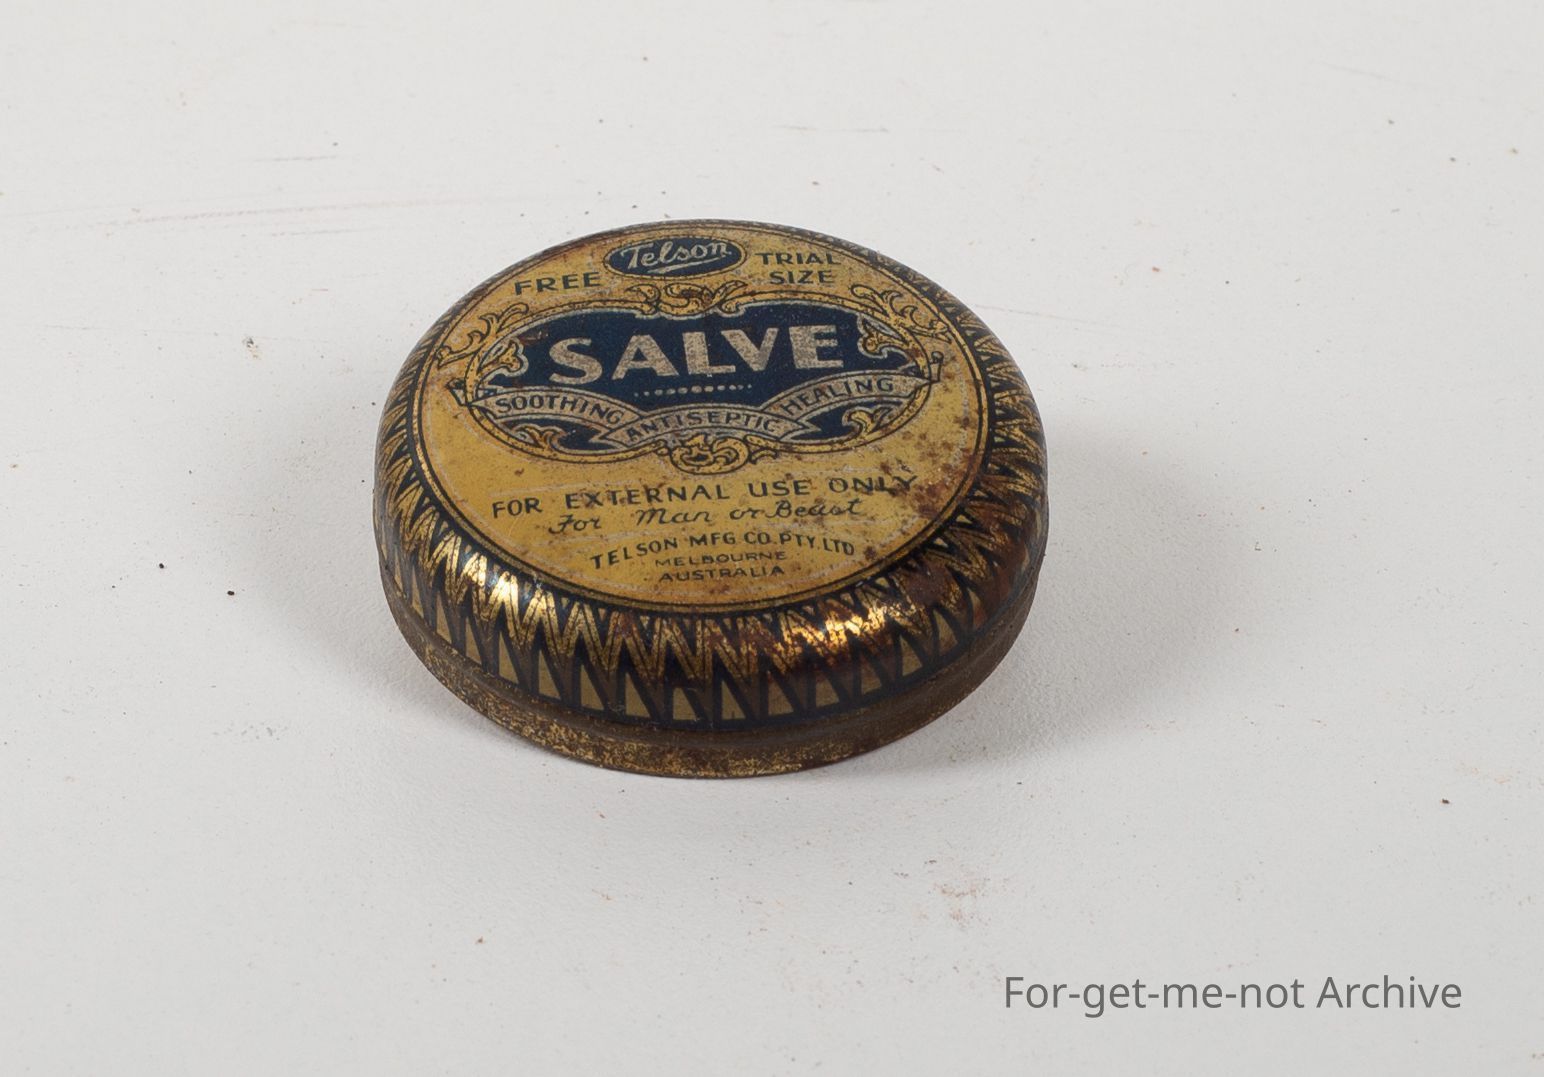 Telson
FREE TRIAL
SIZE
SALVE
SOOTHING ANTISEPTIC HEALING
FOR EXTERNAL USE ONLY
For Man or Beast
TELSON MFG CO. PTY. LTD
MELBOURNE
AUSTRALIA
For-get-me-not Archive